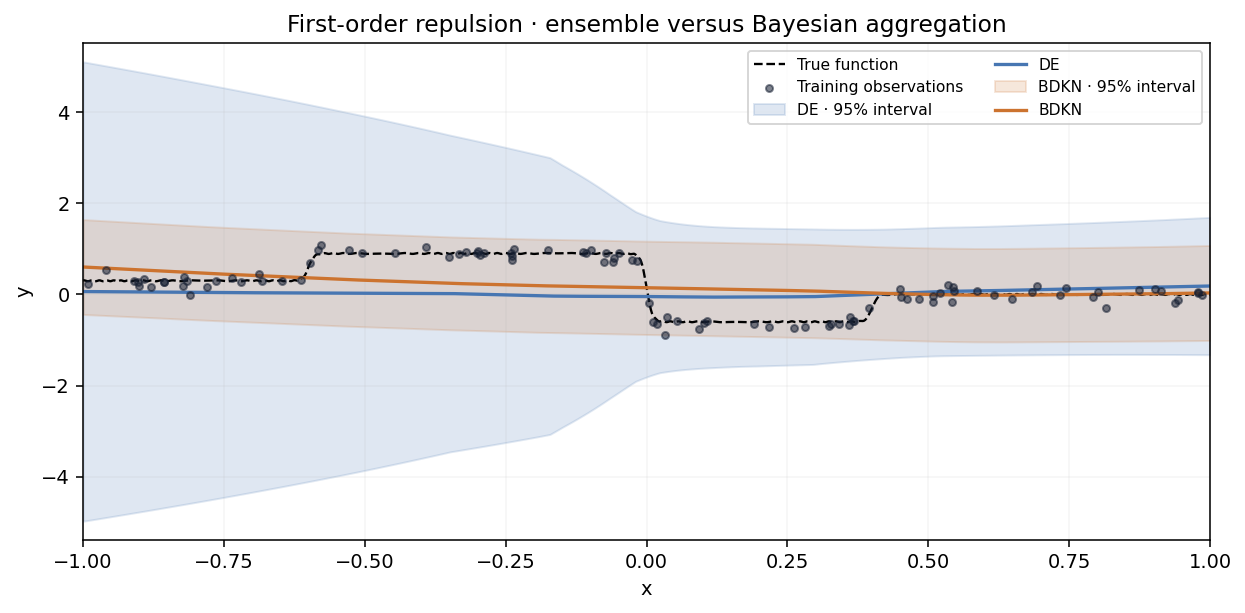 First-order repulsion · ensemble versus Bayesian aggregation
True function
Training observations
DE · 95% interval
DE
BDKN · 95% interval
BDKN
y
4
2
0
−2
−4
−1.00 −0.75 −0.50 −0.25 0.00 0.25 0.50 0.75 1.00
x